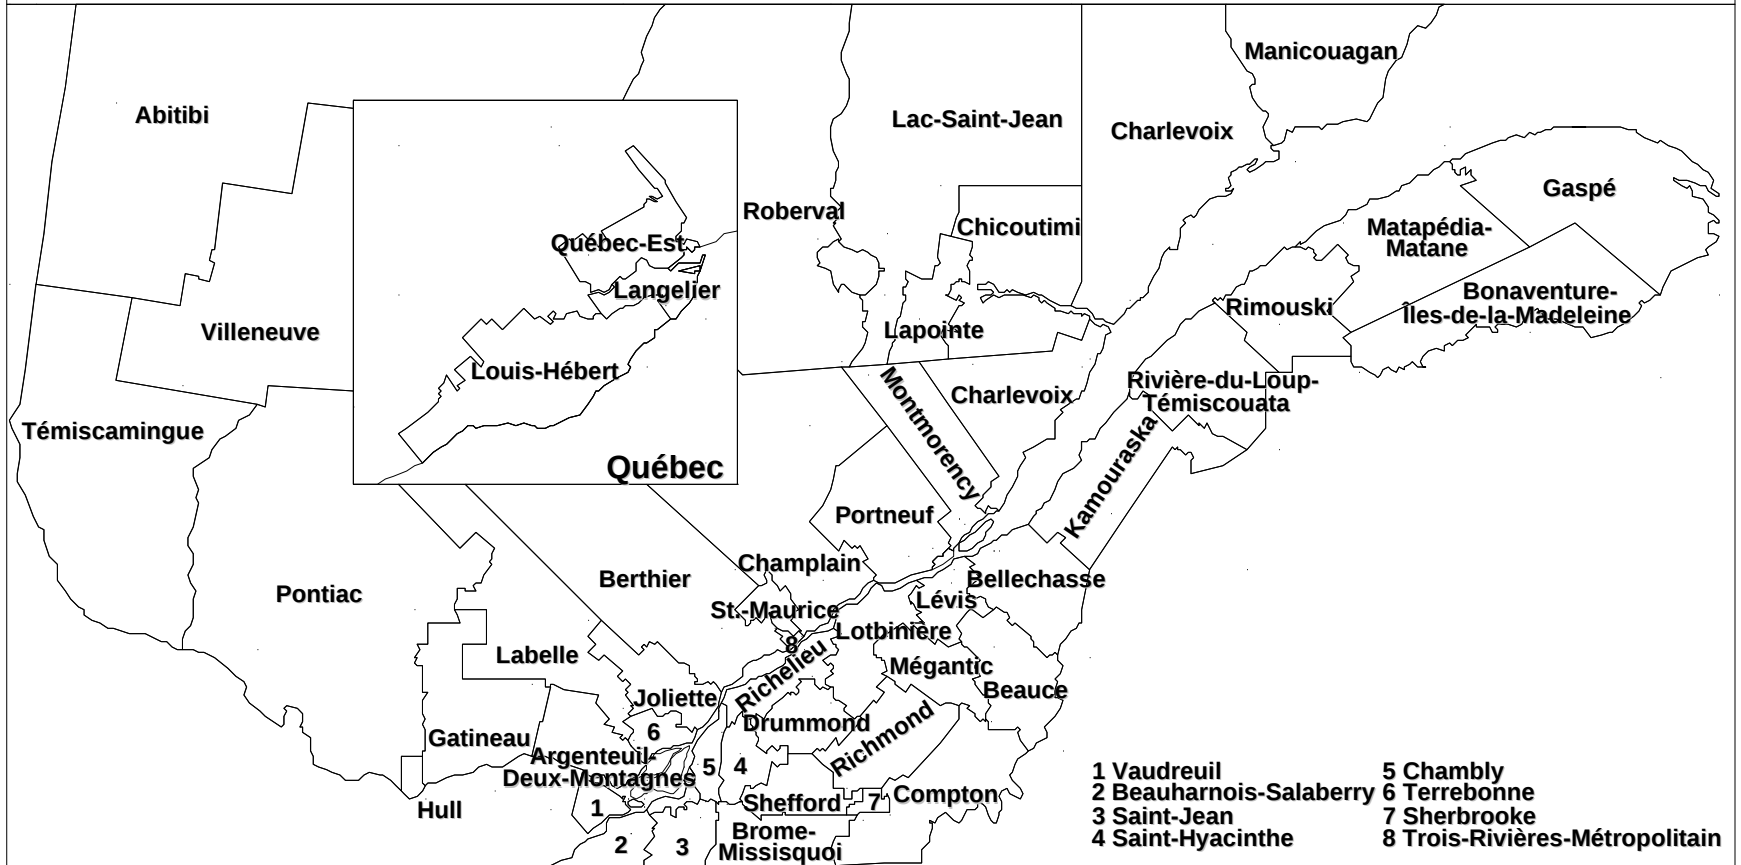 Manicouagan
Abitibi
Lac-Saint-Jean
Charlevoix
Gaspé
Roberval
Chicoutimi
Matapédia-
Matane
Québec-Est
Langelier
Bonaventure-
Îles-de-la-Madeleine
Rimouski
Villeneuve
Lapointe
Louis-Hébert
Montmorency
Charlevoix
Rivière-du-Loup-
Témiscouata
Témiscamingue
Québec
Kamouraska
Portneuf
Champlain
Berthier
Bellechasse
Pontiac
Lévis
St.-Maurice
Lotbinière
8
Richelieu
Labelle
Mégantic
Beauce
Joliette
Drummond
Richmond
6
Gatineau
Argenteuil-
Deux-Montagnes
5
4
Shefford
7
Compton
Hull
1
Brome-
Missisquoi
2
3
1 Vaudreuil
2 Beauharnois-Salaberry
3 Saint-Jean
4 Saint-Hyacinthe
5 Chambly
6 Terrebonne
7 Sherbrooke
8 Trois-Rivières-Métropolitain